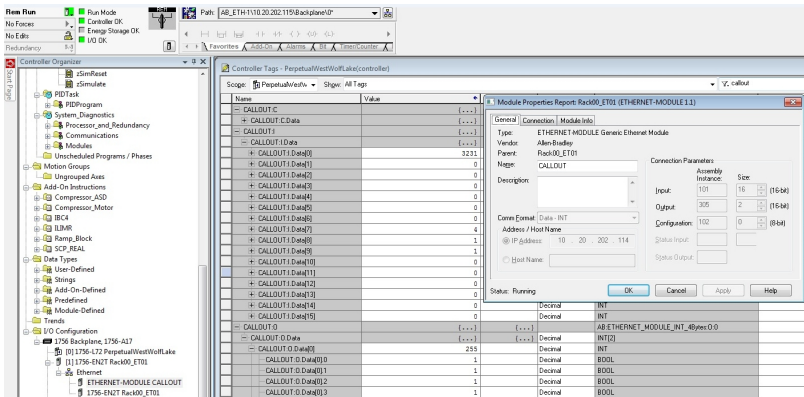 Rem Run
Run Mode
Path: AB_ETH-1\10.20.202.115\Backplane\0*
No Forces
Controller OK
Energy Storage OK
No Edits
I/O OK
Redundancy
Favorites Add-On Alarms Bit Timer/Counter
Start Page
Controller Organizer
zSimReset
zSimulate
PIDTask
PIDProgram
System_Diagnostics
Processor_and_Redundancy
Communications
Modules
Unscheduled Programs / Phases
Motion Groups
Ungrouped Axes
Add-On Instructions
Compressor_ASD
Compressor_Motor
IBC4
ILIMR
Ramp_Block
SCP_REAL
Data Types
User-Defined
Strings
Add-On-Defined
Predefined
Module-Defined
Trends
I/O Configuration
1756 Backplane, 1756-A17
[0] 1756-L72 PerpetualWestWolfLake
[1] 1756-EN2T Rack00_ET01
Ethernet
ETHERNET-MODULE CALLOUT
1756-EN2T Rack00_ET01
Controller Tags - PerpetualWestWolfLake(controller)
Scope: PerpetualWestW Show: All Tags
callout
Name Value
CALLOUT:C {...}
CALLOUT:C.Data {...}
CALLOUT:I {...}
CALLOUT:I.Data {...}
CALLOUT:I.Data[0] 3231
CALLOUT:I.Data[1] 0
CALLOUT:I.Data[2] 0
CALLOUT:I.Data[3] 0
CALLOUT:I.Data[4] 0
CALLOUT:I.Data[5] 0
CALLOUT:I.Data[6] 0
CALLOUT:I.Data[7] 4
CALLOUT:I.Data[8] 1
CALLOUT:I.Data[9] 1
CALLOUT:I.Data[10] 0
CALLOUT:I.Data[11] 0
CALLOUT:I.Data[12] 0
CALLOUT:I.Data[13] 0
CALLOUT:I.Data[14] 0 Decimal INT
CALLOUT:I.Data[15] 0 Decimal INT
CALLOUT:O {...} {...} AB:ETHERNET_MODULE_INT_4Bytes:O:0
CALLOUT:O.Data {...} {...} Decimal INT[2]
CALLOUT:O.Data[0] 255 Decimal INT
CALLOUT:O.Data[0].0 1 Decimal BOOL
CALLOUT:O.Data[0].1 1 Decimal BOOL
CALLOUT:O.Data[0].2 1 Decimal BOOL
CALLOUT:O.Data[0].3 1 Decimal BOOL
Module Properties Report: Rack00_ET01 (ETHERNET-MODULE 1.1)
General Connection Module Info
Type: ETHERNET-MODULE Generic Ethernet Module
Vendor: Allen-Bradley
Parent: Rack00_ET01
Name: CALLOUT
Description:
Comm Format: Data - INT
Address / Host Name
IP Address: 10 . 20 . 202 . 114
Host Name:
Connection Parameters
Assembly Instance: Size:
Input: 101 16 (16-bit)
Output: 305 2 (16-bit)
Configuration: 102 0 (8-bit)
Status Input:
Status Output:
Status: Running
OK Cancel Apply Help